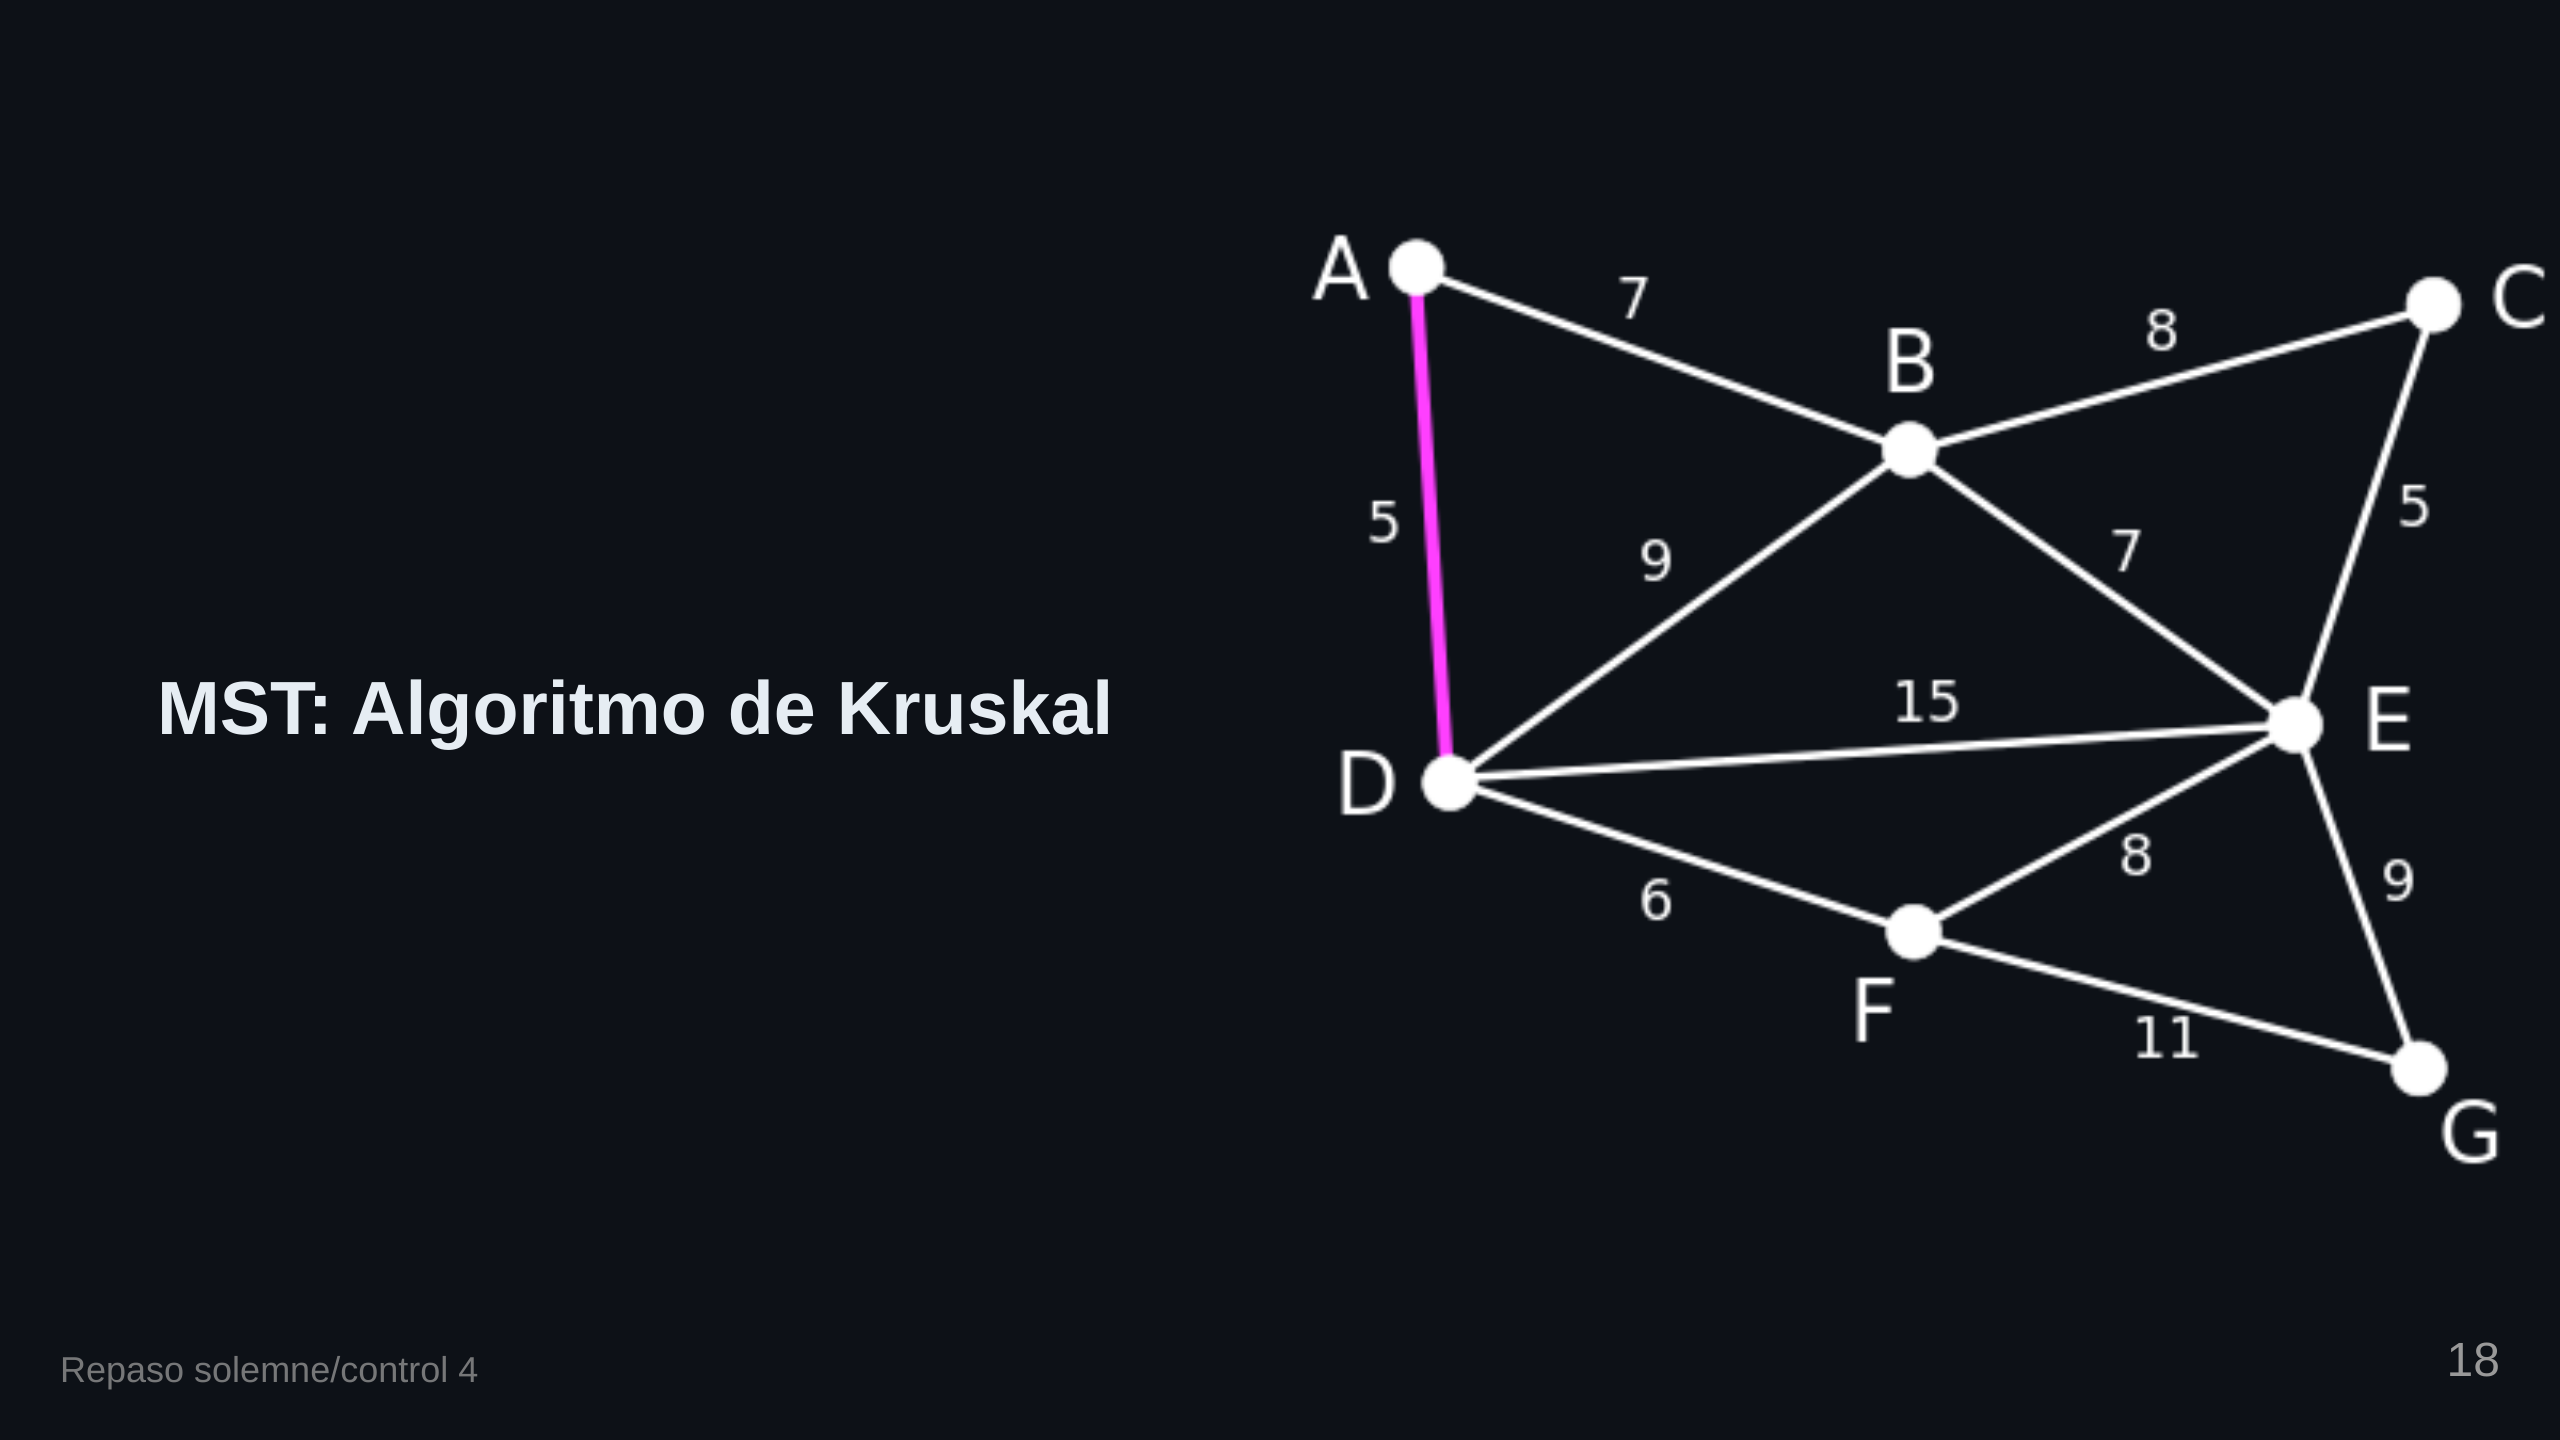 MST: Algoritmo de Kruskal
A
7
C
8
B
5
5
9
7
15
E
D
8
9
6
F
11
G
Repaso solemne/control 4
18